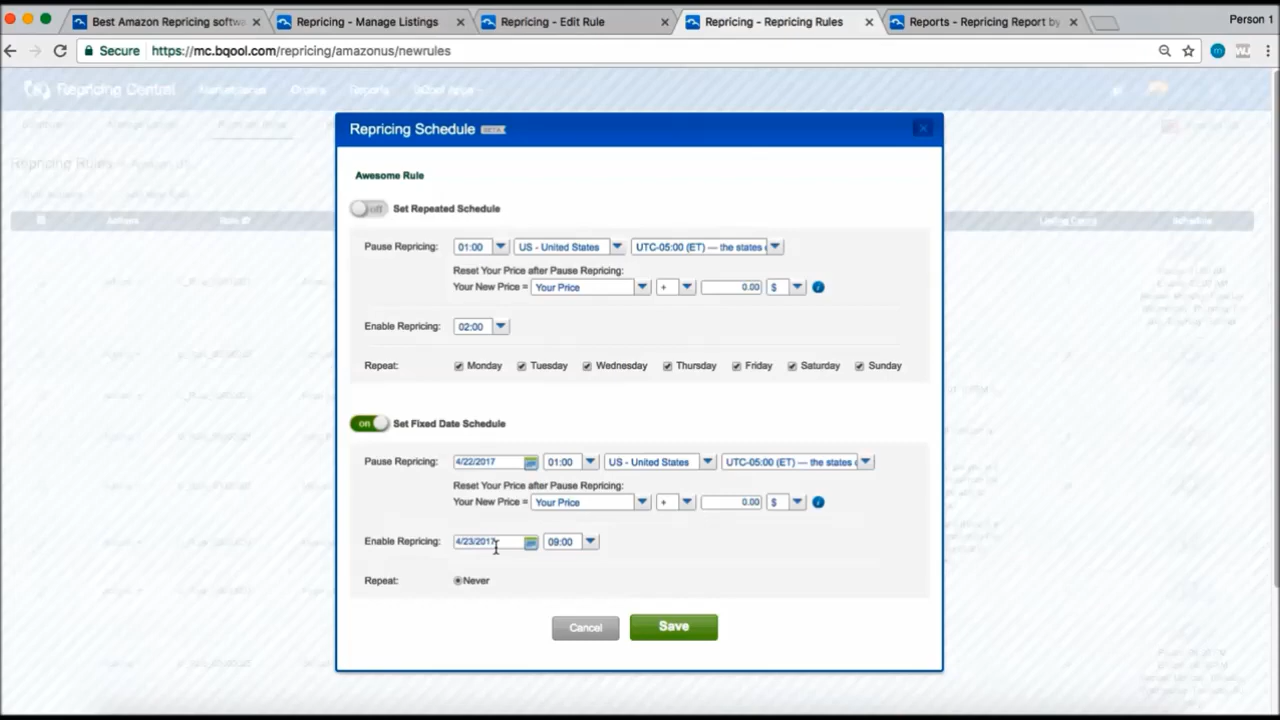 Best Amazon Repricing softw
Repricing - Manage Listings
Repricing - Edit Rule
Repricing - Repricing Rules
Reports - Repricing Report by
Person 1
Secure
https://mc.bqool.com/repricing/amazonus/newrules
Repricing Central
Repricing Schedule BETA
Awesome Rule
off Set Repeated Schedule
Pause Repricing: 01:00 US - United States UTC-05:00 (ET) — the states
Reset Your Price after Pause Repricing:
Your New Price = Your Price + 0.00 $
Enable Repricing: 02:00
Repeat: Monday Tuesday Wednesday Thursday Friday Saturday Sunday
on Set Fixed Date Schedule
Pause Repricing: 4/22/2017 01:00 US - United States UTC-05:00 (ET) — the states
Reset Your Price after Pause Repricing:
Your New Price = Your Price + 0.00 $
Enable Repricing: 4/23/2017 09:00
Repeat: Never
Cancel Save